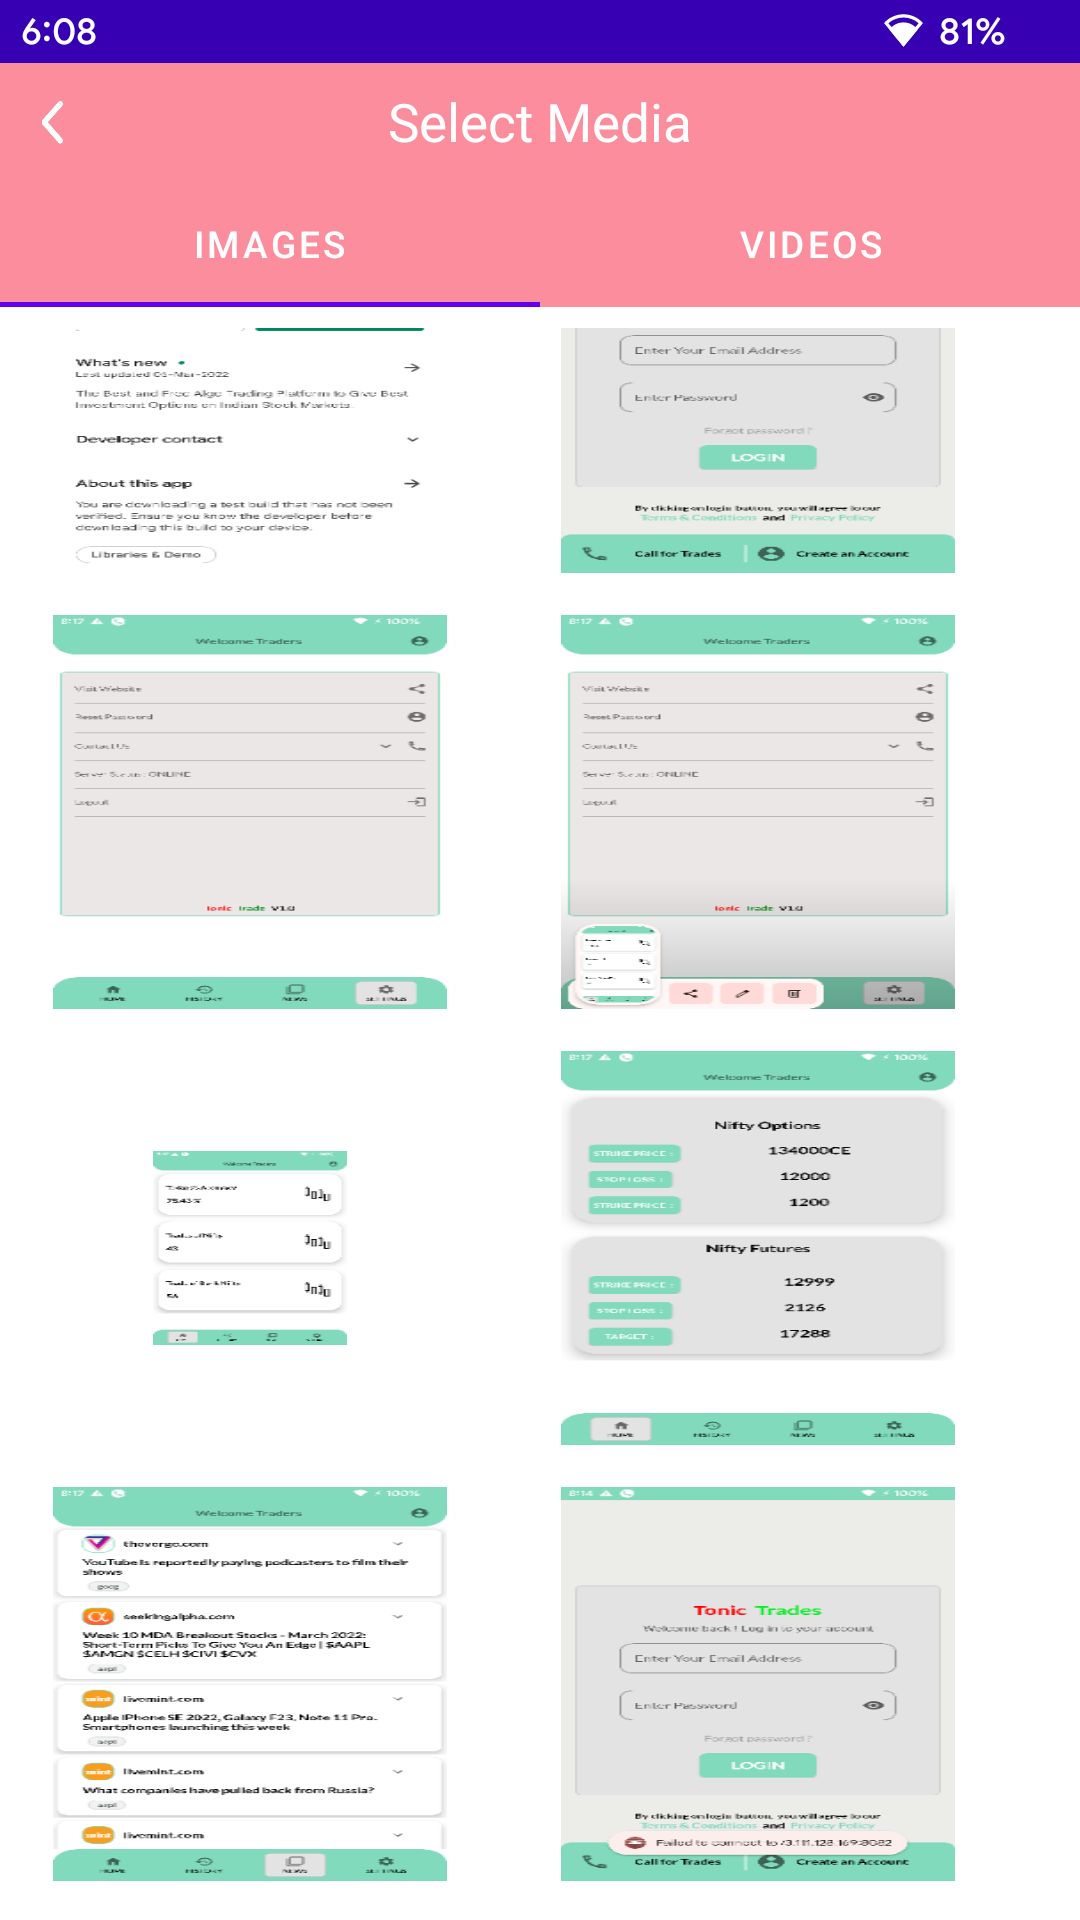 6:08
81%
Select Media
IMAGES
VIDEOS
What's new
Last updated 05-Mar-2022
The Best and Free Algo Trading Platform to Give Best
Investment Options on Indian Stock Markets.
Developer contact
About this app
You are downloading a test build that has not been
verified. Ensure you know the developer before
downloading this build to your device.
Libraries & Demo
Enter Your Email Address
Enter Password
Forgot password?
LOGIN
By clicking on login button, you will agree to our
Terms & Conditions and Privacy Policy
Call for Trades
Create an Account
8:17
100%
Welcome Traders
Visit Website
Reset Password
Contact Us
Server Status : ONLINE
Logout
Tonic Trade V1.0
HOME
HISTORY
NEWS
SETTINGS
8:17
100%
Welcome Traders
Visit Website
Reset Password
Contact Us
Server Status : ONLINE
Logout
Tonic Trade V1.0
SETTINGS
Welcome Traders
8:17
100%
Welcome Traders
Nifty Options
STRIKE PRICE :
134000CE
STOP LOSS :
12000
STRIKE PRICE :
1200
Nifty Futures
STRIKE PRICE :
12999
STOP LOSS :
2126
TARGET :
17288
HOME
HISTORY
NEWS
SETTINGS
8:17
100%
Welcome Traders
theverge.com
YouTube is reportedly paying podcasters to film their
shows
goog
seekingalpha.com
Week 10 MDA Breakout Stocks - March 2022:
Short-Term Picks To Give You An Edge | $AAPL
$AMGN $CELH $CIVI $CVX
aapl
mint
livemint.com
Apple iPhone SE 2022, Galaxy F23, Note 11 Pro.
Smartphones launching this week
aapl
mint
livemint.com
What companies have pulled back from Russia?
aapl
mint
livemint.com
HOME
HISTORY
NEWS
SETTINGS
8:14
100%
Tonic Trades
Welcome back ! Log in to your account
Enter Your Email Address
Enter Password
Forgot password?
LOGIN
By clicking on login button, you will agree to our
Terms & Conditions and Privacy Policy
Failed to connect to /3.111.128.169:8082
Call for Trades
Create an Account